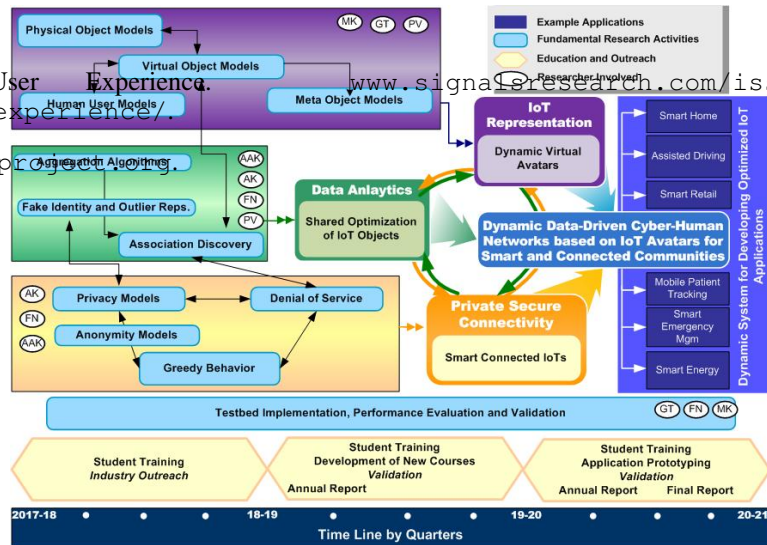 Physical Object Models
Virtual Object Models
Human User Models
Meta Object Models
MK
GT
PV
Example Applications
Fundamental Research Activities
Education and Outreach
Researcher Involved
User Experience.
www.signalsresearch.com/is
experience/.
project.org.
Aggregation Algorithms
Fake Identity and Outlier Reps.
Association Discovery
AAK
AK
FN
PV
Data Anlaytics
Shared Optimization
of IoT Objects
IoT
Representation
Dynamic Virtual
Avatars
Dynamic Data-Driven Cyber-Human
Networks based on IoT Avatars for
Smart and Connected Communities
Private Secure
Connectivity
Smart Connected IoTs
Smart Home
Assisted Driving
Smart Retail
Mobile Patient
Tracking
Smart
Emergency
Mgm
Smart Energy
Dynamic System for Developing Optimized IoT
Applications
AK
FN
AAK
Privacy Models
Denial of Service
Anonymity Models
Greedy Behavior
Testbed Implementation, Performance Evaluation and Validation
GT
FN
MK
Student Training
Industry Outreach
Student Training
Development of New Courses
Validation
Annual Report
Student Training
Application Prototyping
Validation
Annual Report Final Report
2017-18
18-19
19-20
20-21
Time Line by Quarters